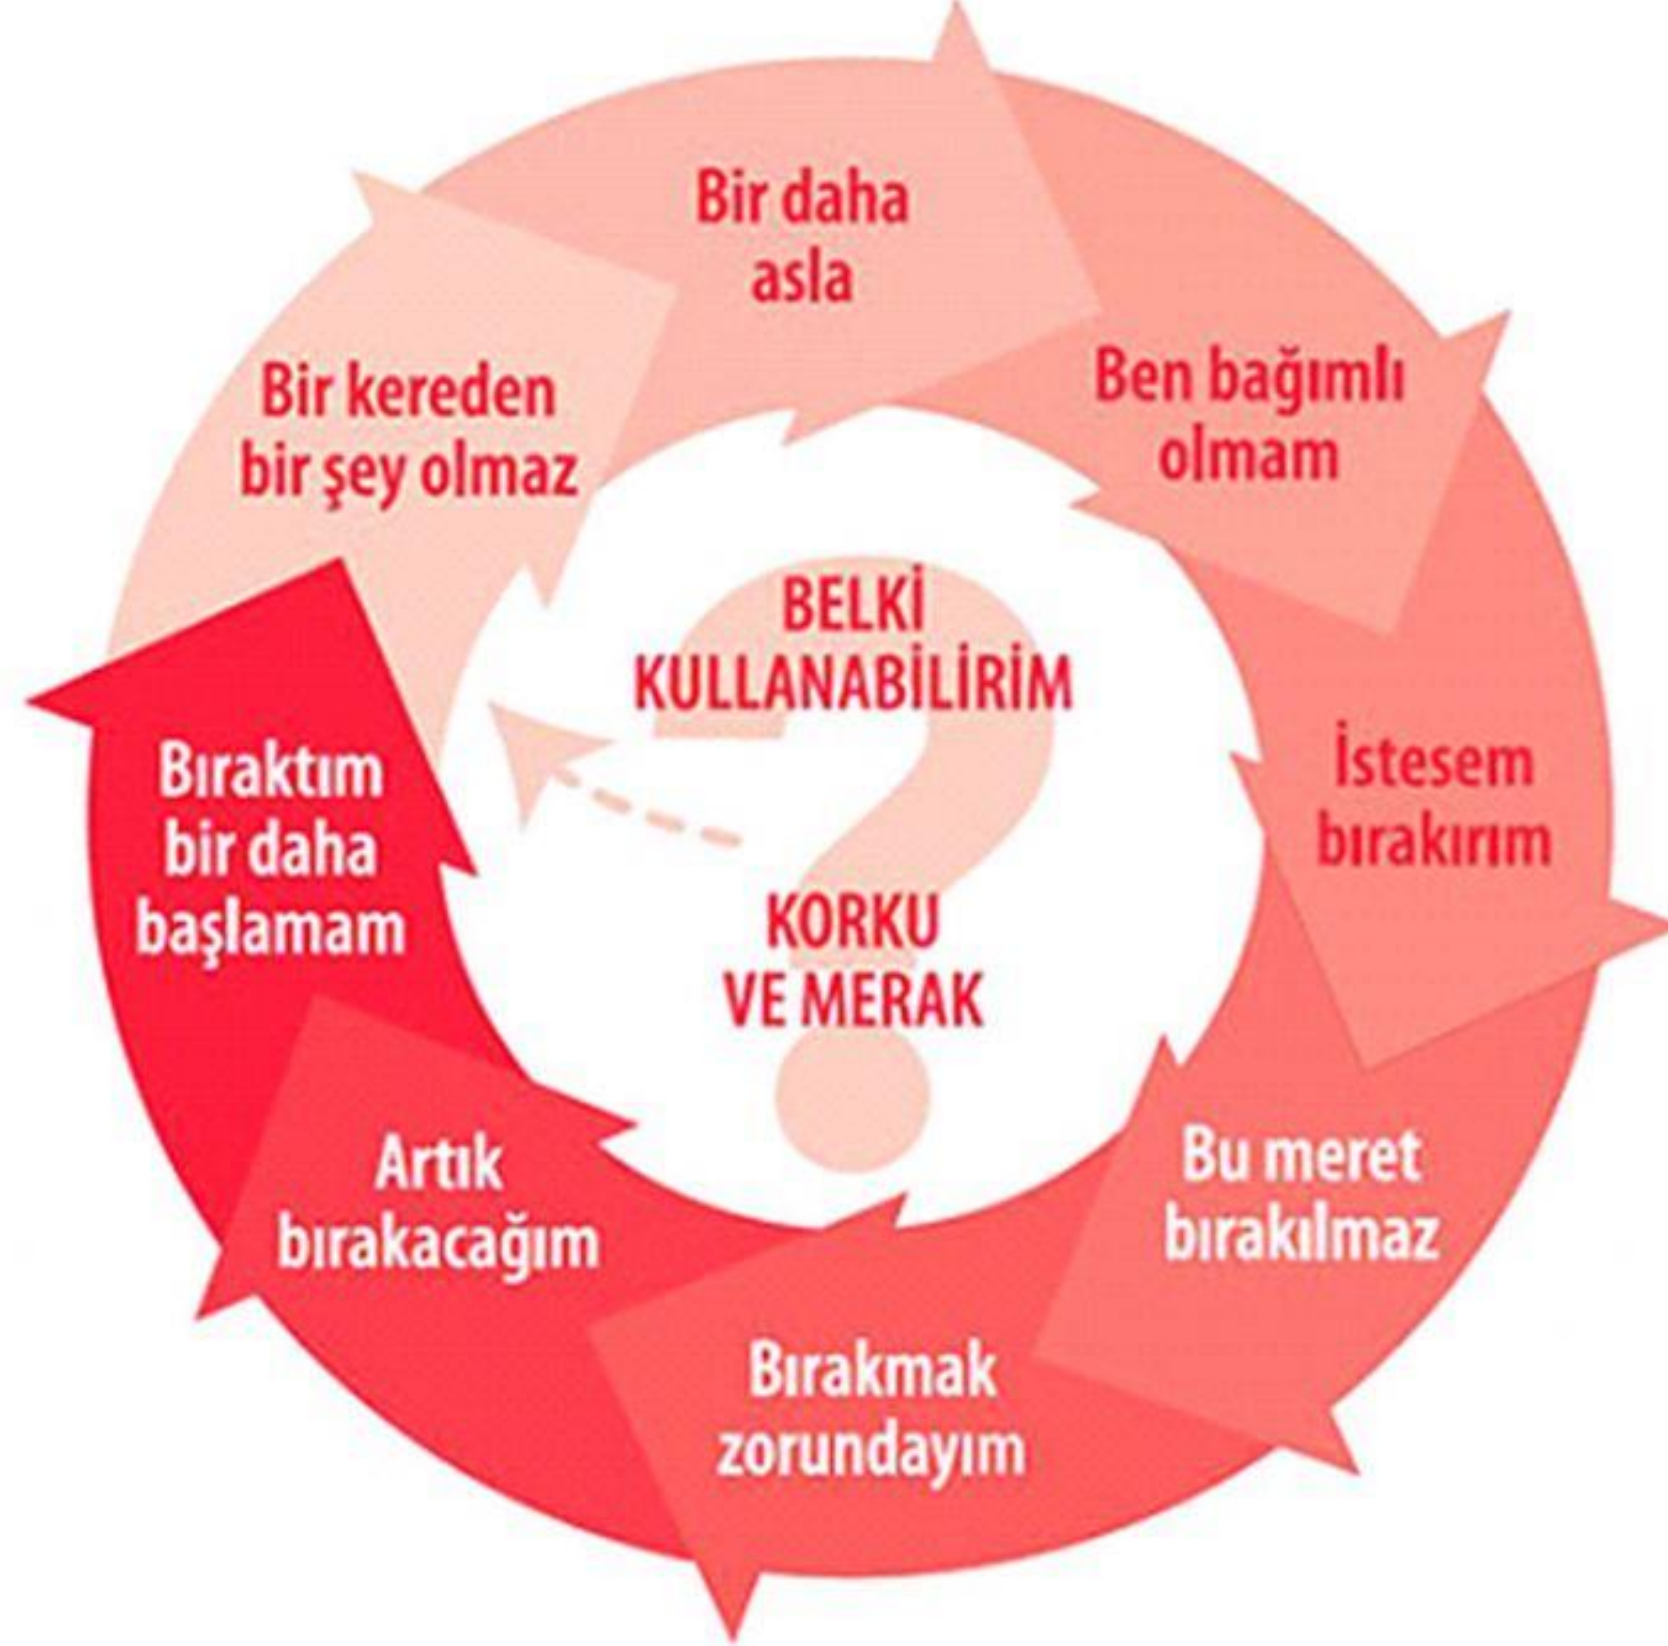 Bir daha
asla
Ben bağımlı
olmam
İstesem
bırakırım
Bu meret
bırakılmaz
Bırakmak
zorundayım
Artık
bırakacağım
Bıraktım
bir daha
başlamam
Bir kereden
bir şey olmaz
BELKİ
KULLANABİLİRİM
KORKU
VE MERAK
?